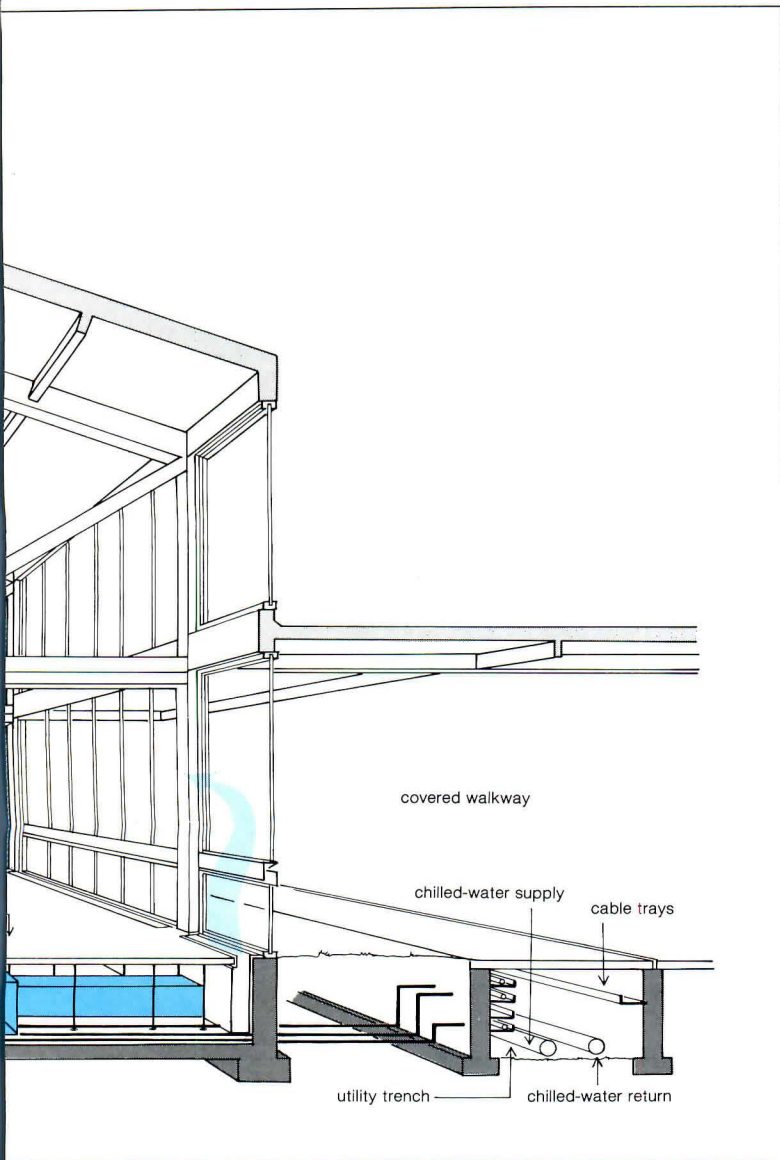 covered walkway
chilled-water supply
cable trays
utility trench
chilled-water return